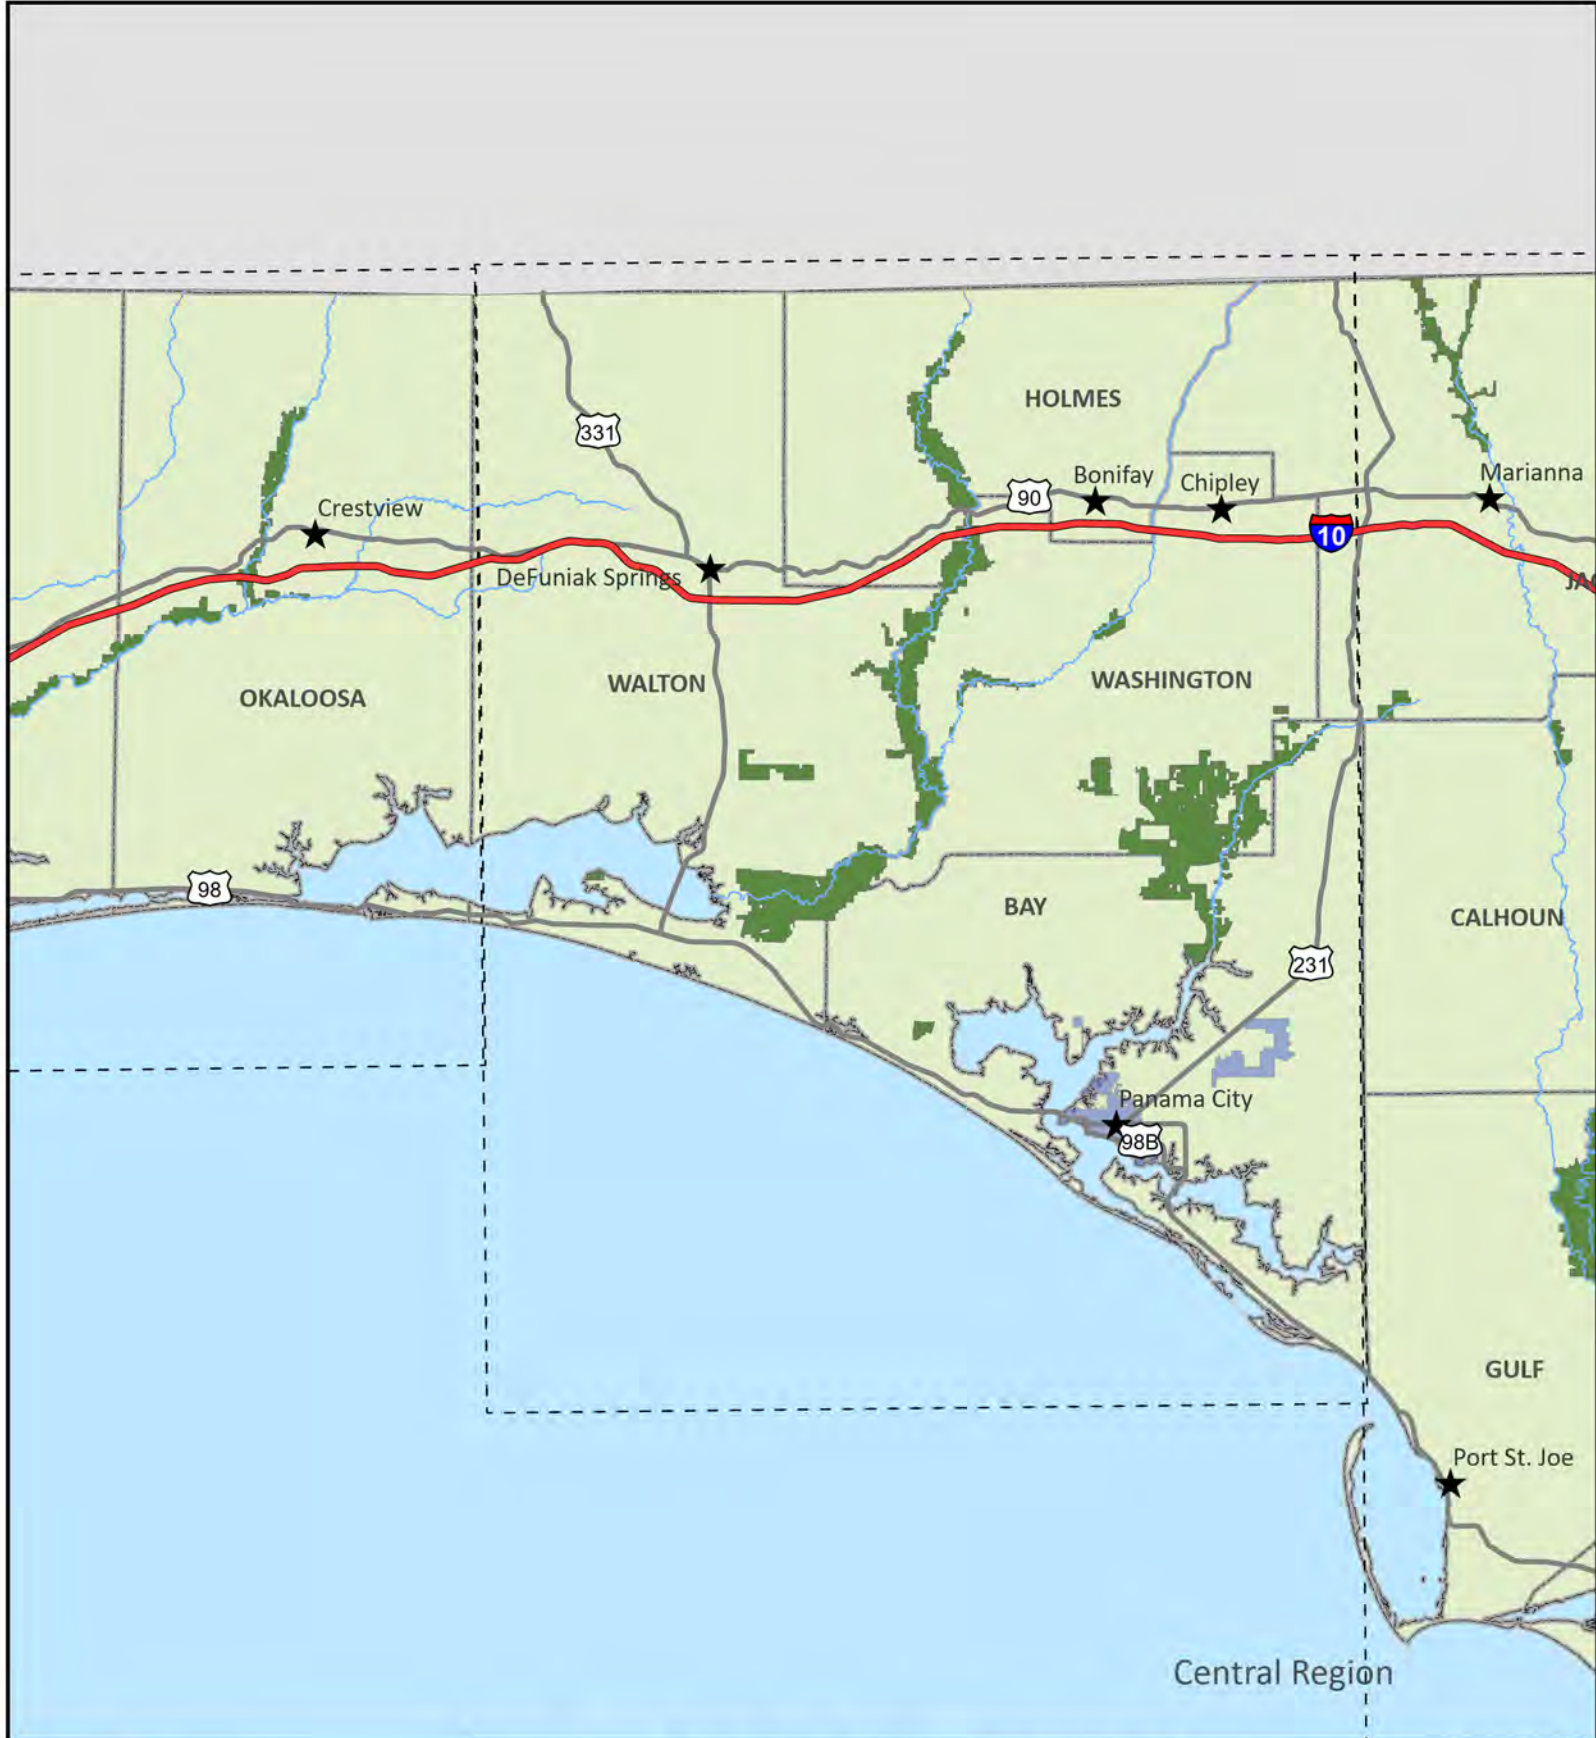 HOLMES
331
Marianna
Bonifay
Chipley
90
Crestview
10
DeFuniak Springs
JAC
WALTON
WASHINGTON
OKALOOSA
98
BAY
CALHOUN
231
Panama City
98B
GULF
Port St. Joe
Central Region